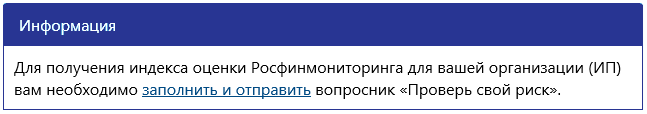 Информация
Для получения индекса оценки Росфинмониторинга для вашей организации (ИП)
вам необходимо заполнить и отправить вопросник «Проверь свой риск».